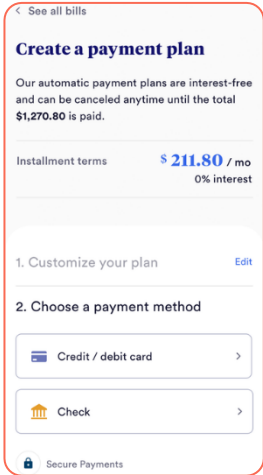 < See all bills
Create a payment plan
Our automatic payment plans are interest-free
and can be canceled anytime until the total
$1,270.80 is paid.
Installment terms $ 211.80 / mo
0% interest
1. Customize your plan Edit
2. Choose a payment method
Credit / debit card >
Check >
Secure Payments